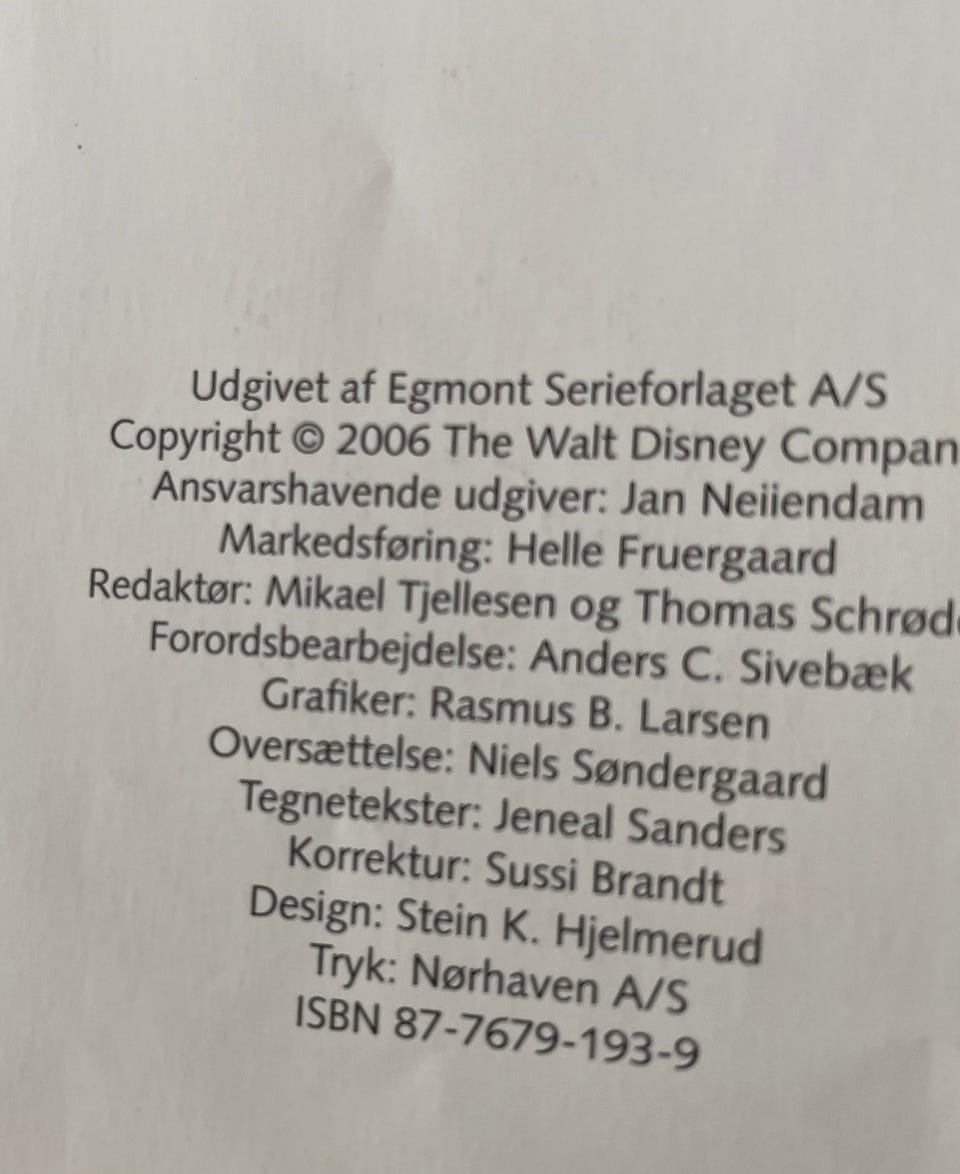 Udgivet af Egmont Serieforlaget A/S
Copyright © 2006 The Walt Disney Compan
Ansvarshavende udgiver: Jan Neiiendam
Markedsføring: Helle Fruergaard
Redaktør: Mikael Tjellesen og Thomas Schrød
Forordsbearbejdelse: Anders C. Sivebæk
Grafiker: Rasmus B. Larsen
Oversættelse: Niels Søndergaard
Tegnetekster: Jeneal Sanders
Korrektur: Sussi Brandt
Design: Stein K. Hjelmerud
Tryk: Nørhaven A/S
ISBN 87-7679-193-9